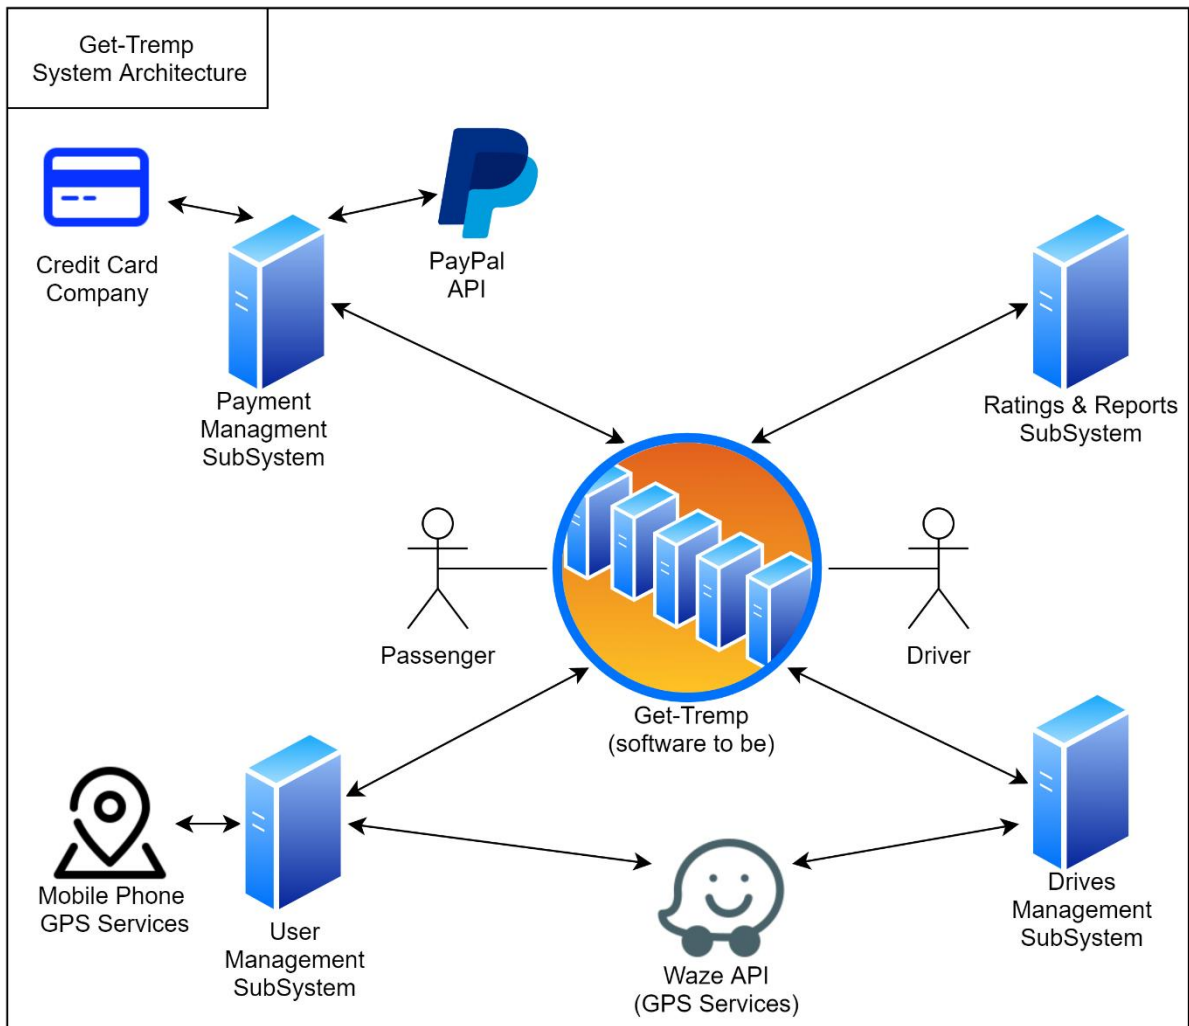 Get-Tremp
System Architecture
Credit Card
Company
PayPal
API
Payment
Managment
SubSystem
Ratings & Reports
SubSystem
Passenger
Driver
Get-Tremp
(software to be)
Mobile Phone
GPS Services
User
Management
SubSystem
Waze API
(GPS Services)
Drives
Management
SubSystem